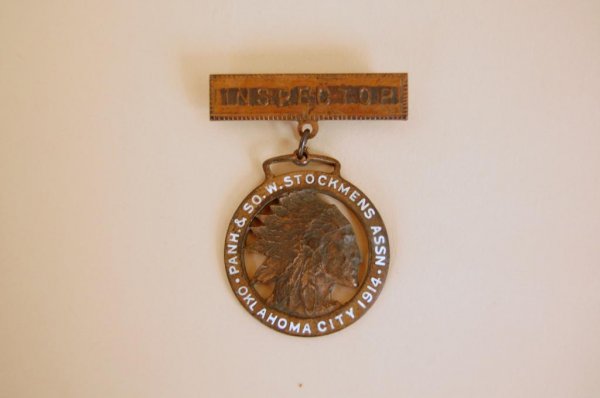 INSPECTOR
PANH. & SO. W. STOCKMENS ASSN
· OKLAHOMA CITY 1914 ·